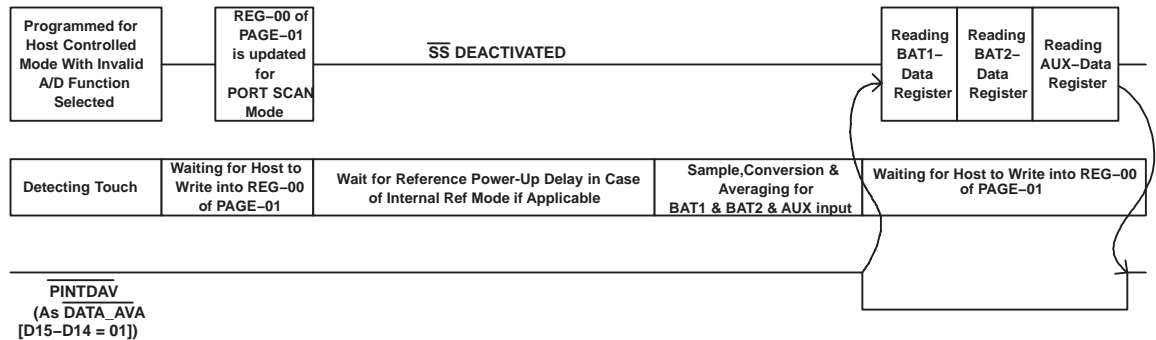 Programmed for
Host Controlled
Mode With Invalid
A/D Function
Selected
REG−00 of
PAGE−01
is updated
for
PORT SCAN
Mode
SS DEACTIVATED
Reading
BAT1−
Data
Register
Reading
BAT2−
Data
Register
Reading
AUX−Data
Register
Detecting Touch
Waiting for Host to
Write into REG−00
of PAGE−01
Wait for Reference Power-Up Delay in Case
of Internal Ref Mode if Applicable
Sample,Conversion &
Averaging for
BAT1 & BAT2 & AUX input
Waiting for Host to Write into REG−00
of PAGE−01
PINTDAV
(As DATA_AVA
[D15−D14 = 01])